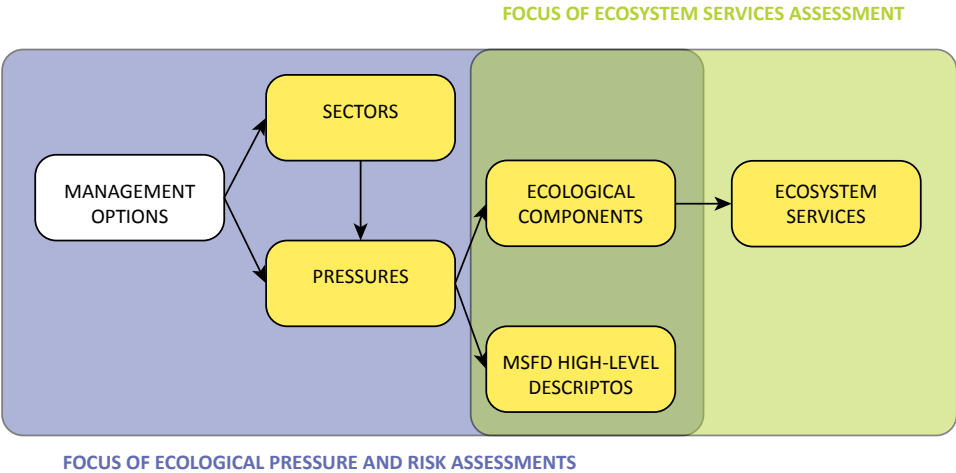 FOCUS OF ECOSYSTEM SERVICES ASSESSMENT
SECTORS
MANAGEMENT
OPTIONS
ECOLOGICAL
COMPONENTS
ECOSYSTEM
SERVICES
PRESSURES
MSFD HIGH-LEVEL
DESCRIPTOS
FOCUS OF ECOLOGICAL PRESSURE AND RISK ASSESSMENTS